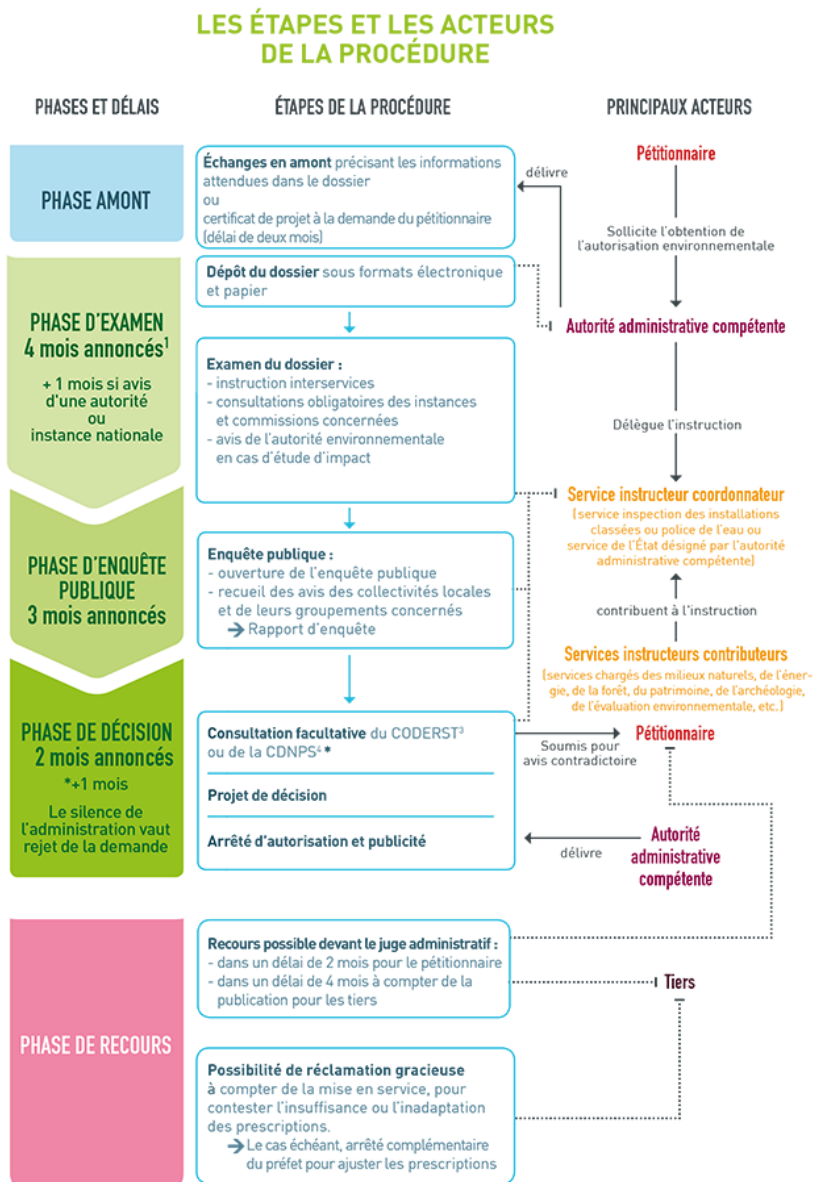 LES ÉTAPES ET LES ACTEURS
DE LA PROCÉDURE
PHASES ET DÉLAIS
ÉTAPES DE LA PROCÉDURE
PRINCIPAUX ACTEURS
PHASE AMONT
Échanges en amont précisant les informations
attendues dans le dossier
ou
certificat de projet à la demande du pétitionnaire
(délai de deux mois)
délivre
Pétitionnaire
Sollicite l'obtention de
l'autorisation environnementale
PHASE D'EXAMEN
4 mois annoncés¹
+ 1 mois si avis
d'une autorité
ou
instance nationale
Dépôt du dossier sous formats électronique
et papier
Autorité administrative compétente
Examen du dossier :
- instruction interservices
- consultations obligatoires des instances
et commissions concernées
- avis de l'autorité environnementale
en cas d'étude d'impact
Délègue l'instruction
Service instructeur coordonnateur
(service inspection des installations
classées ou police de l'eau ou
service de l'État désigné par l'autorité
administrative compétente)
PHASE D'ENQUÊTE
PUBLIQUE
3 mois annoncés
Enquête publique :
- ouverture de l'enquête publique
- recueil des avis des collectivités locales
et de leurs groupements concernés
→ Rapport d'enquête
contribuent à l'instruction
Services instructeurs contributeurs
(services chargés des milieux naturels, de l'éner-
gie, de la forêt, du patrimoine, de l'archéologie,
de l'évaluation environnementale, etc.)
PHASE DE DÉCISION
2 mois annoncés
*+1 mois
Le silence de
l'administration vaut
rejet de la demande
Consultation facultative du CODERST³
ou de la CDNPS⁴ *
Projet de décision
Arrêté d'autorisation et publicité
Soumis pour
avis contradictoire
Pétitionnaire
délivre
Autorité
administrative
compétente
PHASE DE RECOURS
Recours possible devant le juge administratif :
- dans un délai de 2 mois pour le pétitionnaire
- dans un délai de 4 mois à compter de la
publication pour les tiers
Tiers
Possibilité de réclamation gracieuse
à compter de la mise en service, pour
contester l'insuffisance ou l'inadaptation
des prescriptions.
→ Le cas échéant, arrêté complémentaire
du préfet pour ajuster les prescriptions